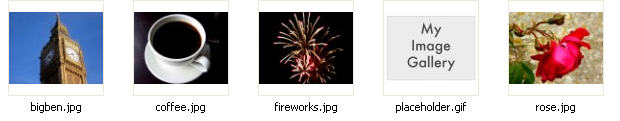 My
Image
Gallery
bigben.jpg
coffee.jpg
fireworks.jpg
placeholder.gif
rose.jpg